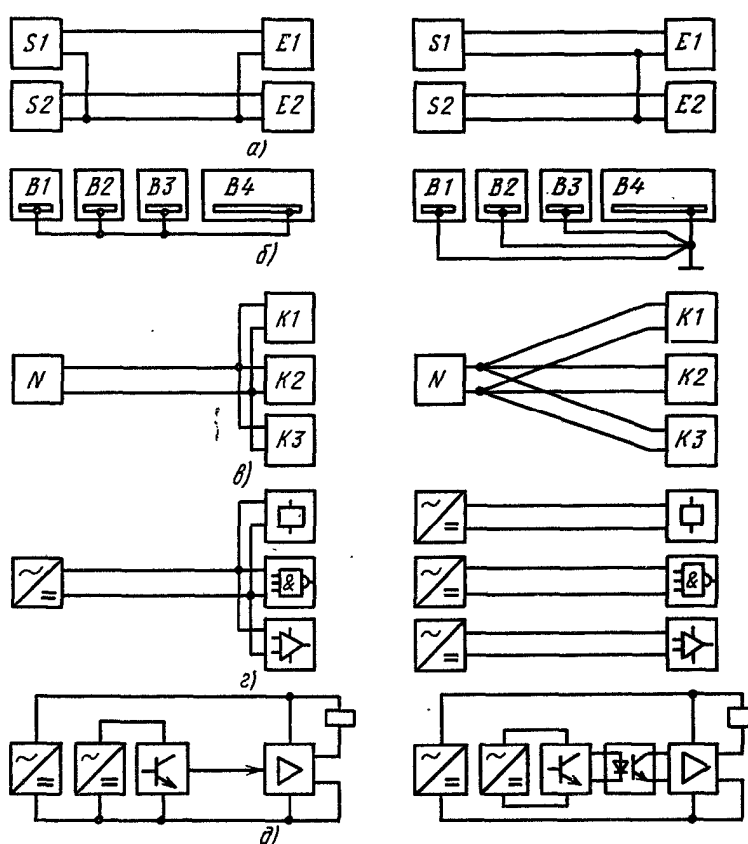 S1 E1 S1 E1
S2 E2 S2 E2
а)
B1 B2 B3 B4 B1 B2 B3 B4
б)
K1 K1
N K2 N K2
K3 K3
в)
~ =
~ = & ~ = &
~ =
г)
~ = ~ = ~ = ~ =
д)